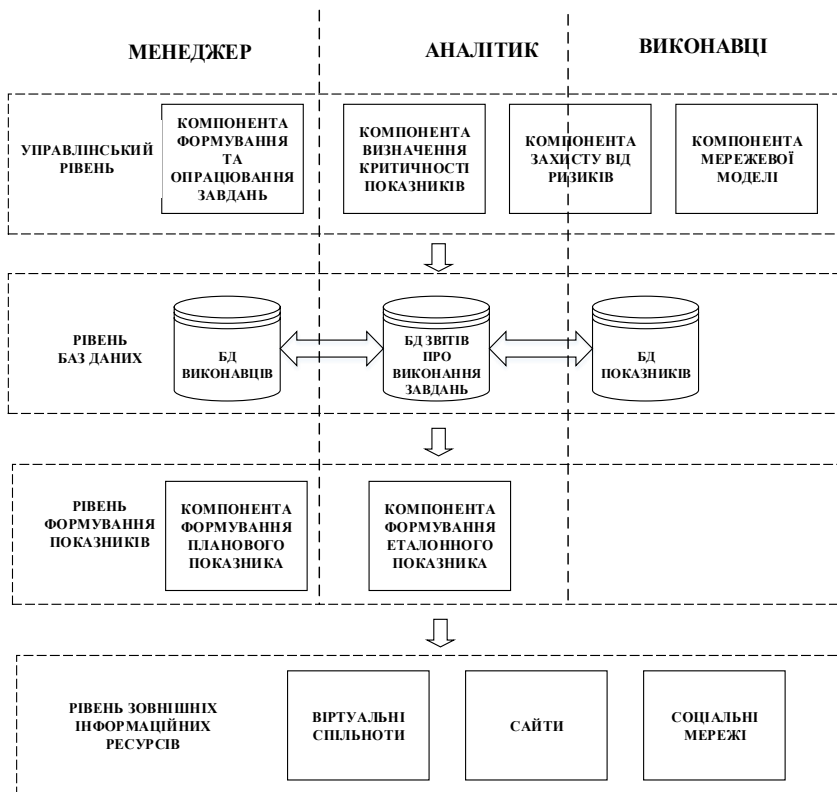 МЕНЕДЖЕР
АНАЛІТИК
ВИКОНАВЦІ
УПРАВЛІНСЬКИЙ
РІВЕНЬ
КОМПОНЕНТА
ФОРМУВАННЯ
ТА
ОПРАЦЮВАННЯ
ЗАВДАНЬ
КОМПОНЕНТА
ВИЗНАЧЕННЯ
КРИТИЧНОСТІ
ПОКАЗНИКІВ
КОМПОНЕНТА
ЗАХИСТУ ВІД
РИЗИКІВ
КОМПОНЕНТА
МЕРЕЖЕВОЇ
МОДЕЛІ
РІВЕНЬ
БАЗ ДАНИХ
БД
ВИКОНАВЦІВ
БД ЗВІТІВ
ПРО
ВИКОНАННЯ
ЗАВДАНЬ
БД
ПОКАЗНИКІВ
РІВЕНЬ
ФОРМУВАННЯ
ПОКАЗНИКІВ
КОМПОНЕНТА
ФОРМУВАННЯ
ПЛАНОВОГО
ПОКАЗНИКА
КОМПОНЕНТА
ФОРМУВАННЯ
ЕТАЛОННОГО
ПОКАЗНИКА
РІВЕНЬ ЗОВНІШНІХ
ІНФОРМАЦІЙНИХ
РЕСУРСІВ
ВІРТУАЛЬНІ
СПІЛЬНОТИ
САЙТИ
СОЦІАЛЬНІ
МЕРЕЖІ